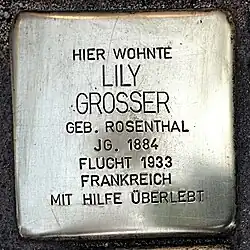 HIER WOHNTE
LILY
GROSSER
GEB. ROSENTHAL
JG. 1884
FLUCHT 1933
FRANKREICH
MIT HILFE ÜBERLEBT